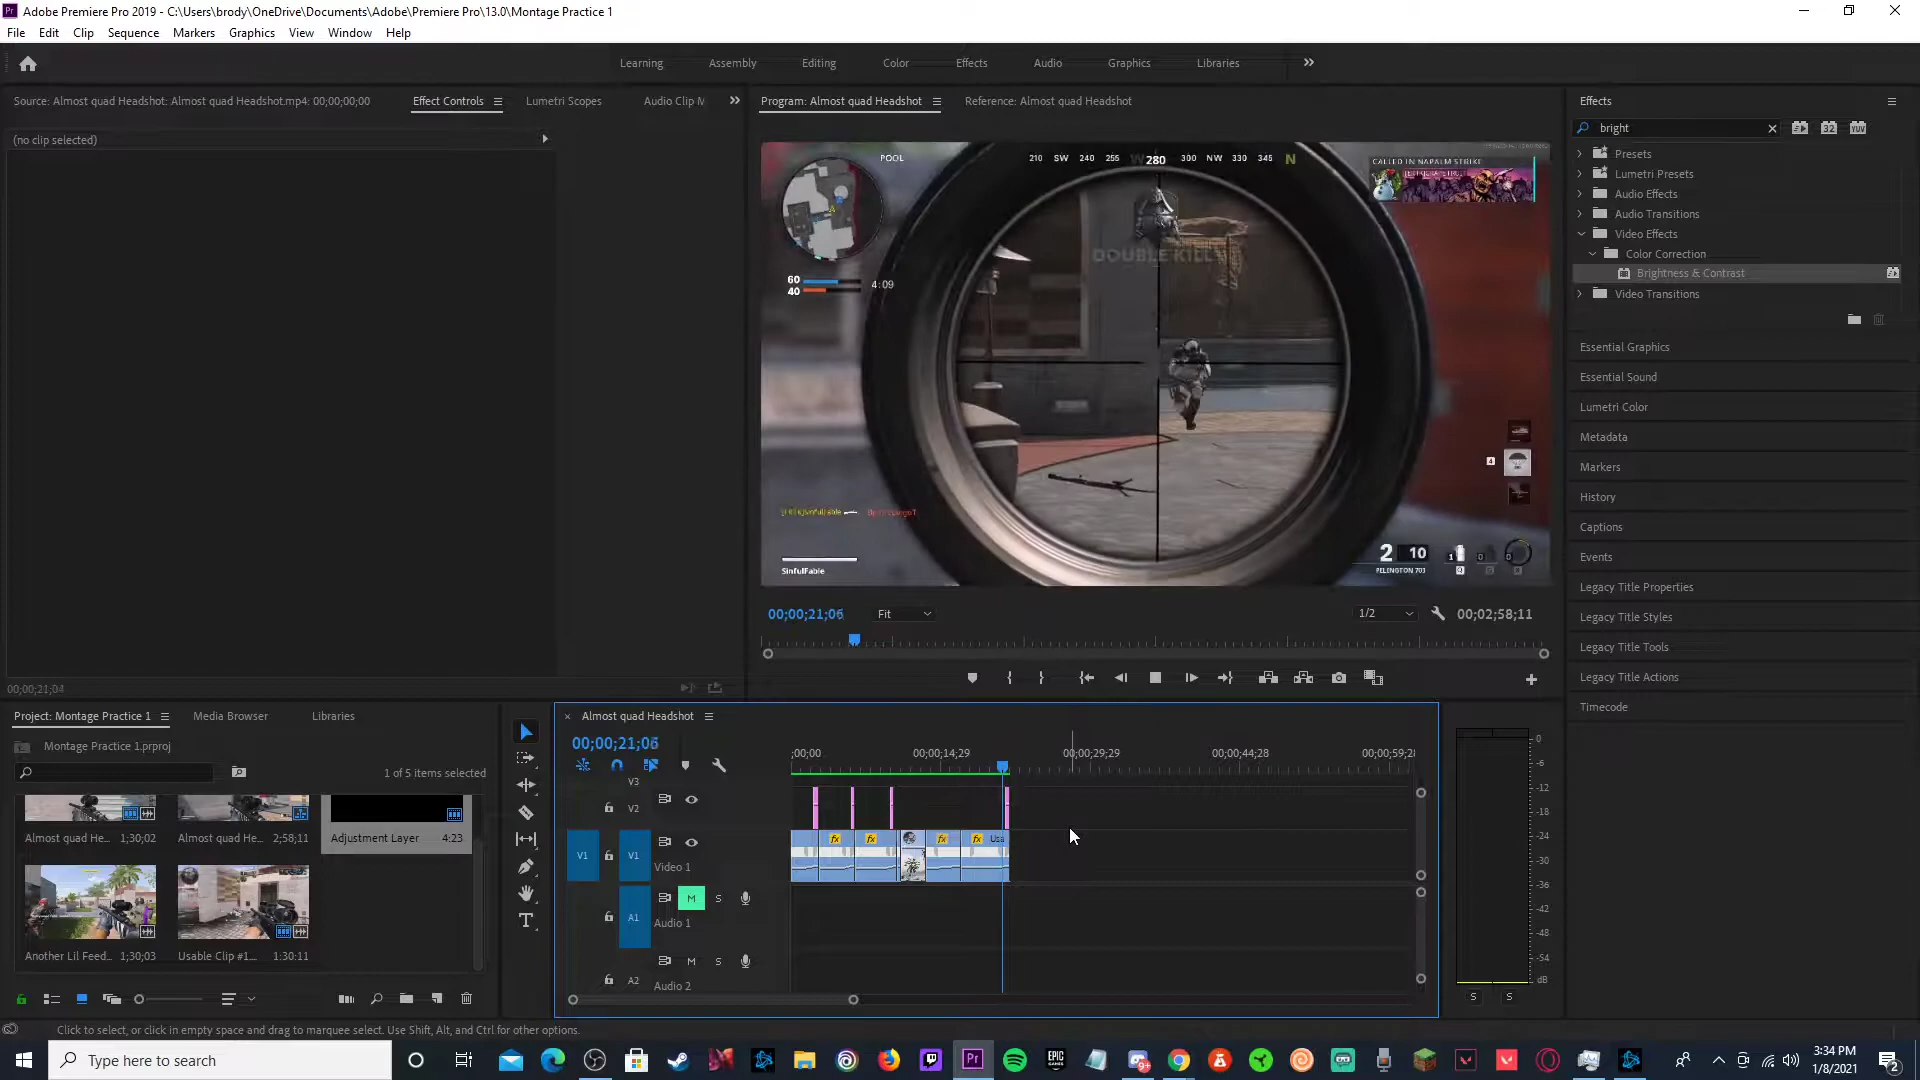 Adobe Premiere Pro 2019 - C:\Users\brody\OneDrive\Documents\Adobe\Premiere Pro\13.0\Montage Practice 1
File Edit Clip Sequence Markers Graphics View Window Help
Learning Assembly Editing Color Effects Audio Graphics Libraries
Source: Almost quad Headshot: Almost quad Headshot.mp4: 00;00;00;00 Effect Controls Lumetri Scopes Audio Clip M
Program: Almost quad Headshot Reference: Almost quad Headshot
Effects
(no clip selected)
bright
Presets
Lumetri Presets
Audio Effects
Audio Transitions
Video Effects
Color Correction
Brightness & Contrast
Video Transitions
Essential Graphics
Essential Sound
Lumetri Color
Metadata
Markers
History
Captions
Events
Legacy Title Properties
Legacy Title Styles
Legacy Title Tools
Legacy Title Actions
Timecode
POOL
210 SW 240 255 W 280 300 NW 330 345 N
CALLED IN NAPALM STRIKE
DOUBLE KILL
60
40
4:09
A
4
SinfulFable
2 10
PELINGTON 703
00;00;21;06 Fit 1/2 00;02;58;11
00;00;21;04
Project: Montage Practice 1 Media Browser Libraries
Montage Practice 1.prproj
1 of 5 items selected
Almost quad He... 1;30;02
Almost quad He... 2;58;11
Adjustment Layer 4:23
Another Lil Feed... 1;30;03
Usable Clip #1... 1:30:11
Almost quad Headshot
00;00;21;06
;00;00 00;00;14;29 00;00;29;29 00;00;44;28 00;00;59;28
V3
V2
V1 V1 Video 1
fx fx fx fx Usa
A1 M S Audio 1
A2 M S Audio 2
0
-6
-12
-18
-24
-30
-36
-42
-48
-54
dB
S S
Click to select, or click in empty space and drag to marquee select. Use Shift, Alt, and Ctrl for other options.
Type here to search
Pr
EPIC GAMES
9+
3:34 PM
1/8/2021
2